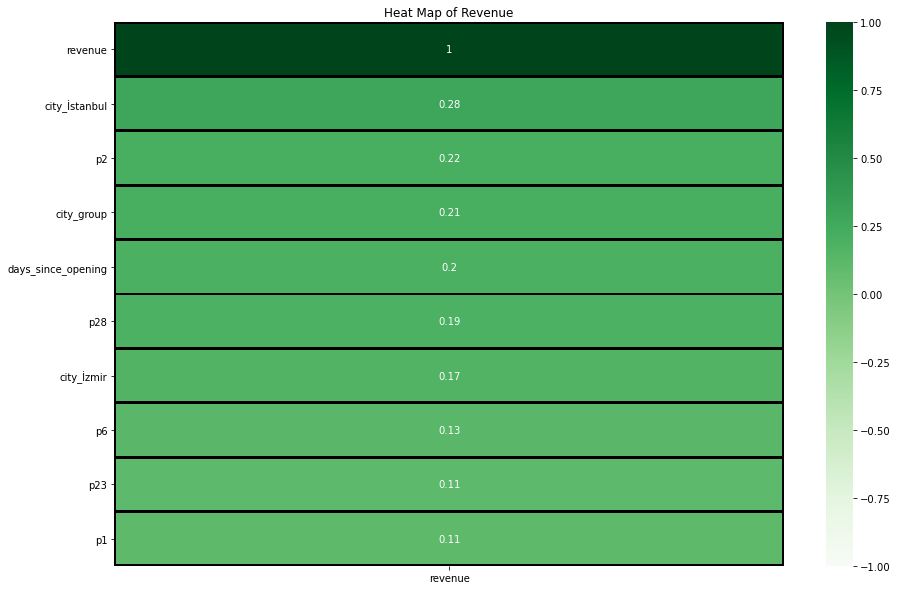 Heat Map of Revenue
revenue
1
city_İstanbul
0.28
p2
0.22
city_group
0.21
days_since_opening
0.2
p28
0.19
city_İzmir
0.17
p6
0.13
p23
0.11
p1
0.11
revenue
1.00
0.75
0.50
0.25
0.00
−0.25
−0.50
−0.75
−1.00